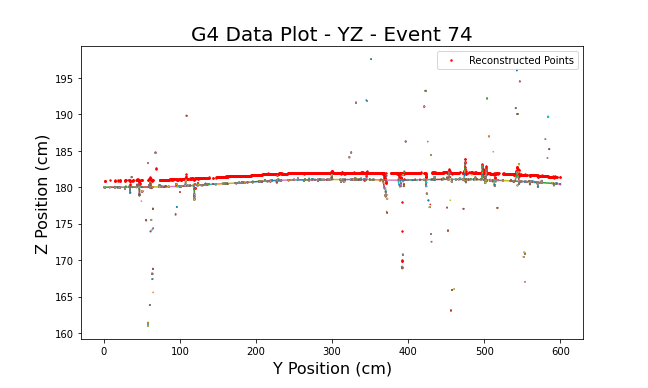 G4 Data Plot - YZ - Event 74
Reconstructed Points
195
190
185
180
175
170
165
160
Z Position (cm)
0 100 200 300 400 500 600
Y Position (cm)